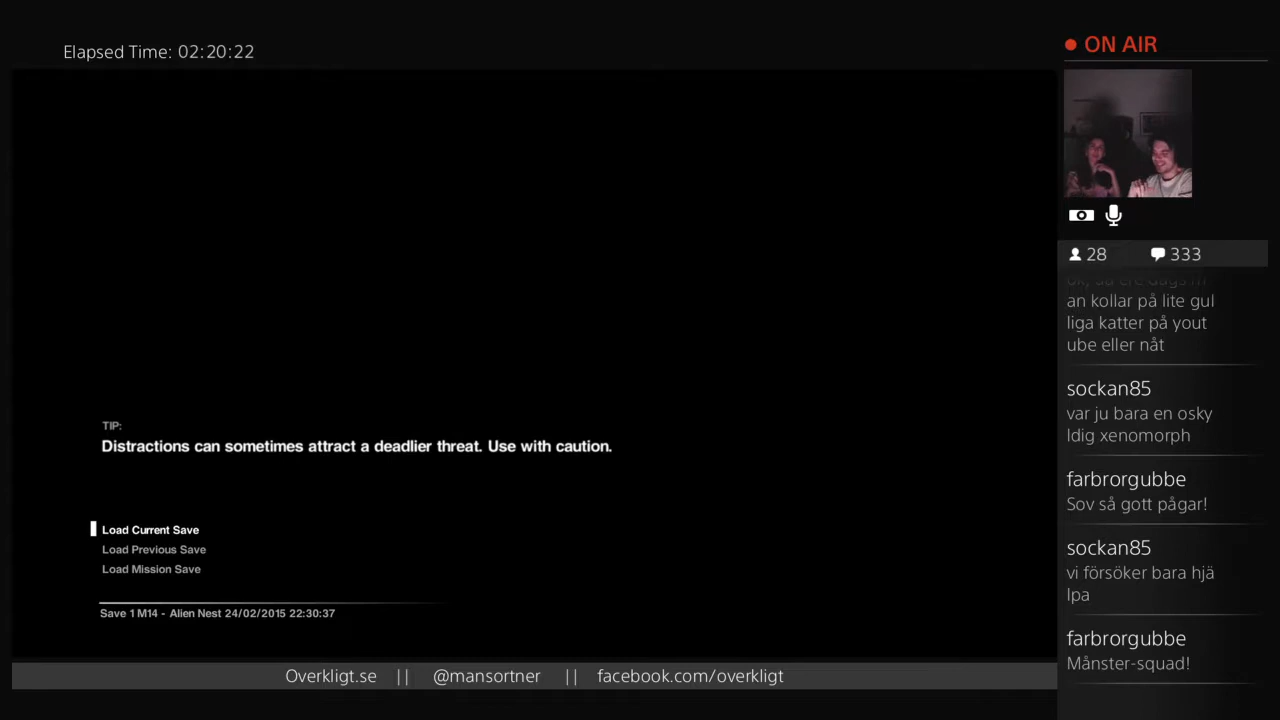 Elapsed Time: 02:20:22
ON AIR
28 333
an kollar på lite gul
liga katter på yout
ube eller nåt
sockan85
var ju bara en osky
ldig xenomorph
farbrorgubbe
Sov så gott pågar!
sockan85
vi försöker bara hjä
lpa
farbrorgubbe
Månster-squad!
TIP:
Distractions can sometimes attract a deadlier threat. Use with caution.
Load Current Save
Load Previous Save
Load Mission Save
Save 1 M14 - Alien Nest 24/02/2015 22:30:37
Overkligt.se || @mansortner || facebook.com/overkligt